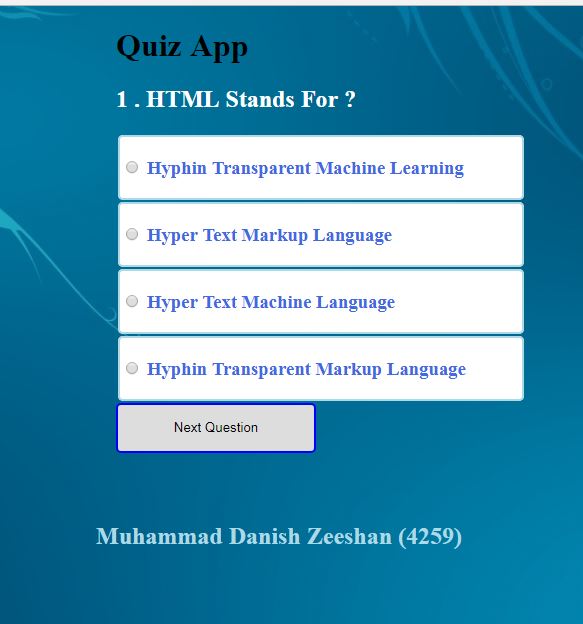 Quiz App
1 . HTML Stands For ?
Hyphin Transparent Machine Learning
Hyper Text Markup Language
Hyper Text Machine Language
Hyphin Transparent Markup Language
Next Question
Muhammad Danish Zeeshan (4259)